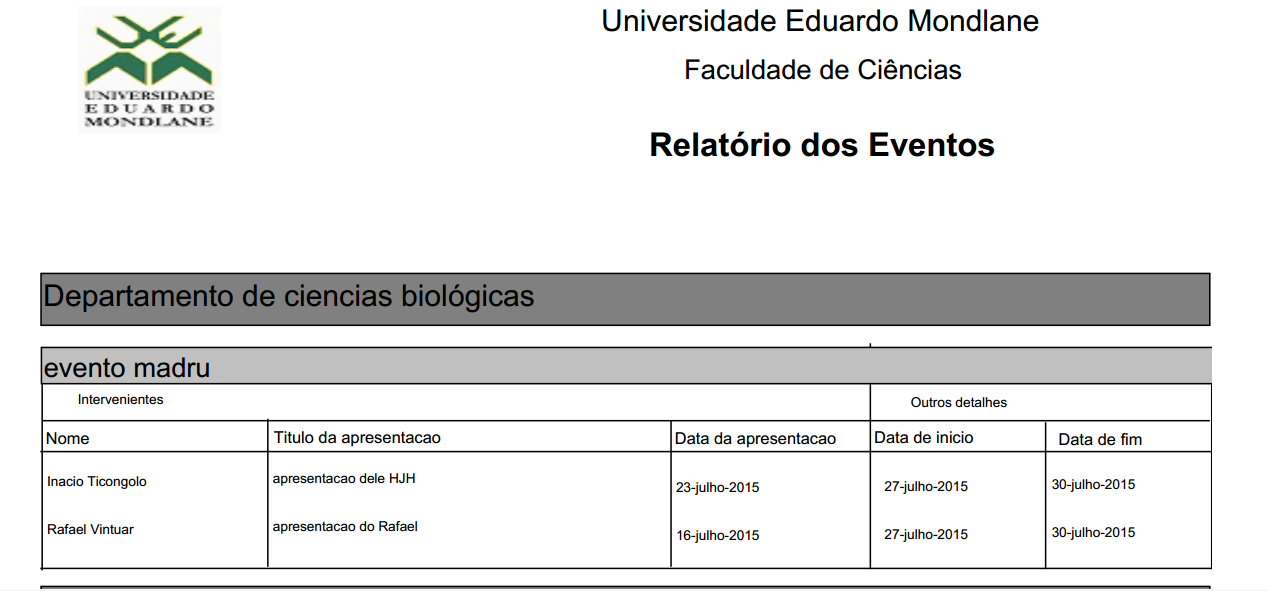 UNIVERSIDADE
EDUARDO
MONDLANE
Universidade Eduardo Mondlane
Faculdade de Ciências
Relatório dos Eventos
Departamento de ciencias biológicas
evento madru
Intervenientes Outros detalhes
Nome Titulo da apresentacao Data da apresentacao Data de inicio Data de fim
Inacio Ticongolo apresentacao dele HJH 23-julho-2015 27-julho-2015 30-julho-2015
Rafael Vintuar apresentacao do Rafael 16-julho-2015 27-julho-2015 30-julho-2015